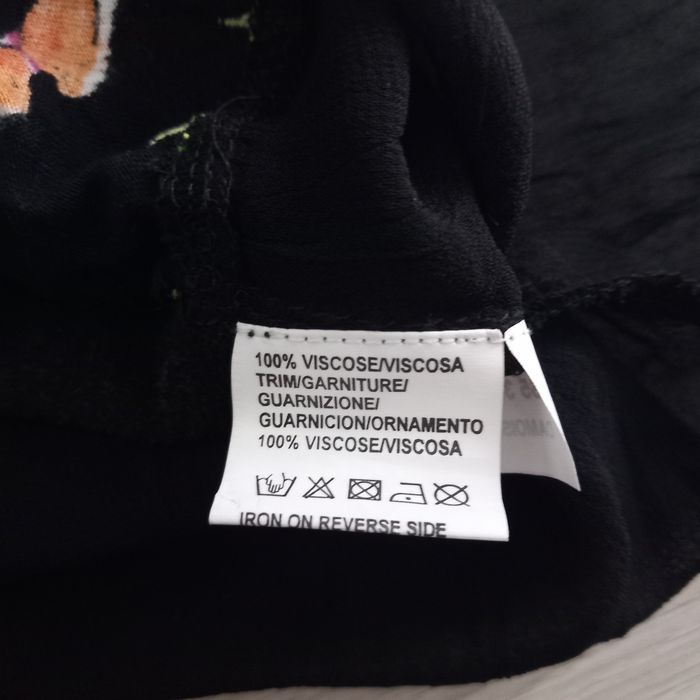 100% VISCOSE/VISCOSA
TRIM/GARNITURE/
GUARNIZIONE/
GUARNICION/ORNAMENTO
100% VISCOSE/VISCOSA
IRON ON REVERSE SIDE